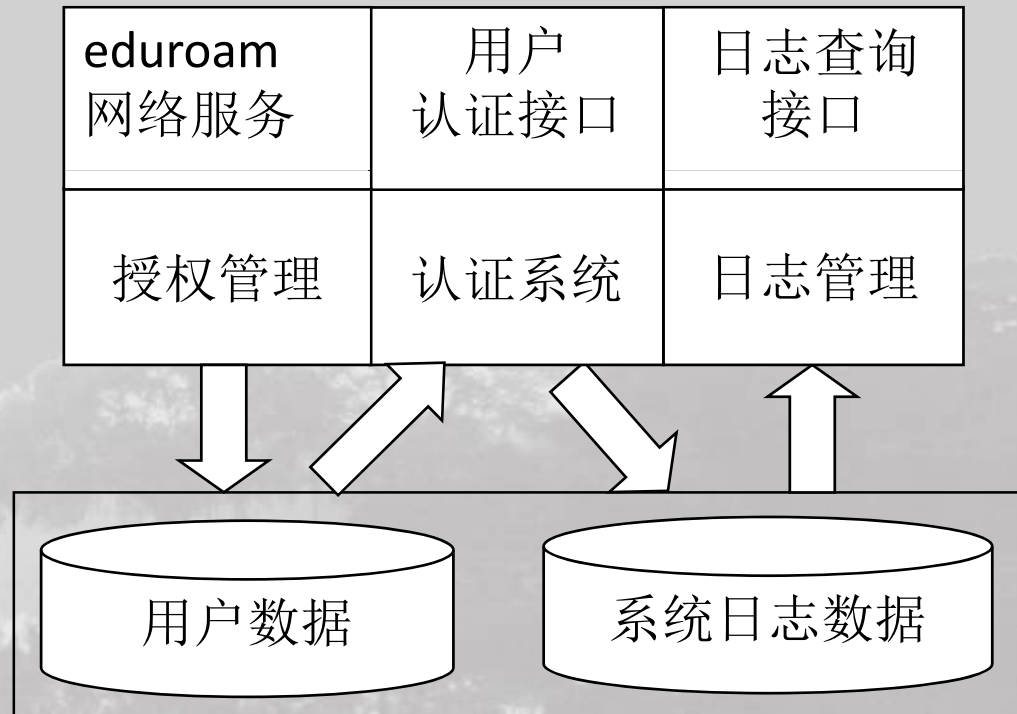 eduroam
网络服务
用户
认证接口
日志查询
接口
授权管理
认证系统
日志管理
用户数据
系统日志数据